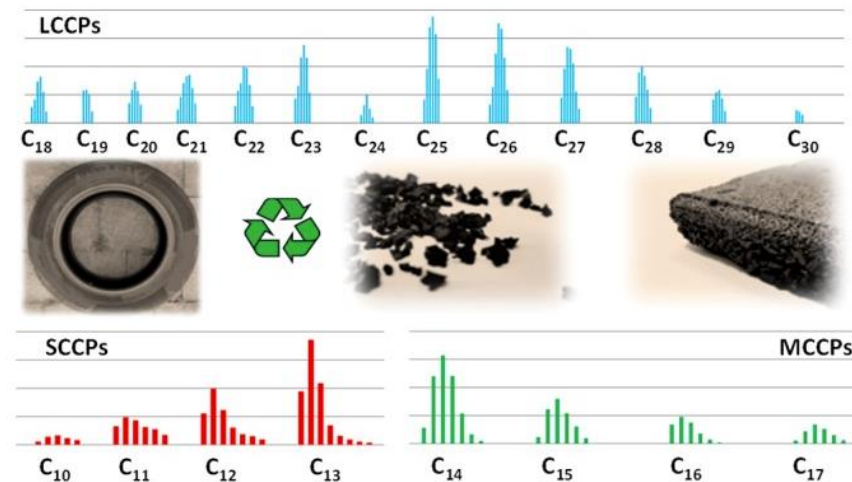 LCCPs
C₁₈ C₁₉ C₂₀ C₂₁ C₂₂ C₂₃ C₂₄ C₂₅ C₂₆ C₂₇ C₂₈ C₂₉ C₃₀
SCCPs MCCPs
C₁₀ C₁₁ C₁₂ C₁₃ C₁₄ C₁₅ C₁₆ C₁₇